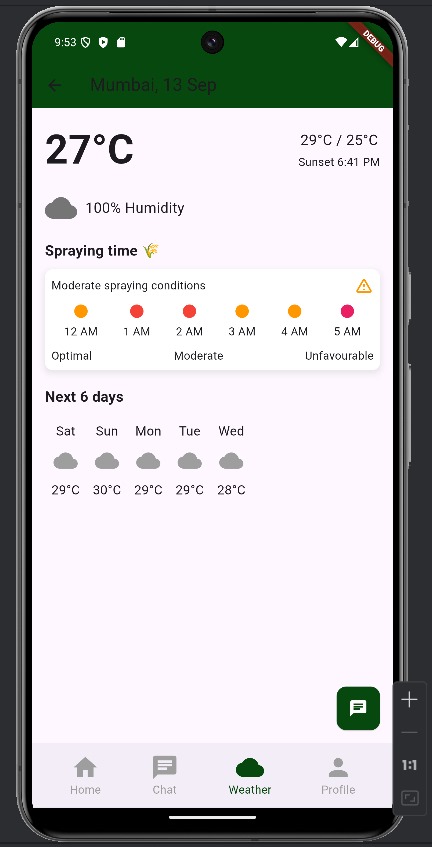 9:53
DEBUG
Mumbai, 13 Sep
27°C
29°C / 25°C
Sunset 6:41 PM
100% Humidity
Spraying time 🌾
Moderate spraying conditions
12 AM 1 AM 2 AM 3 AM 4 AM 5 AM
Optimal Moderate Unfavourable
Next 6 days
Sat Sun Mon Tue Wed
29°C 30°C 29°C 29°C 28°C
Home Chat Weather Profile
1:1